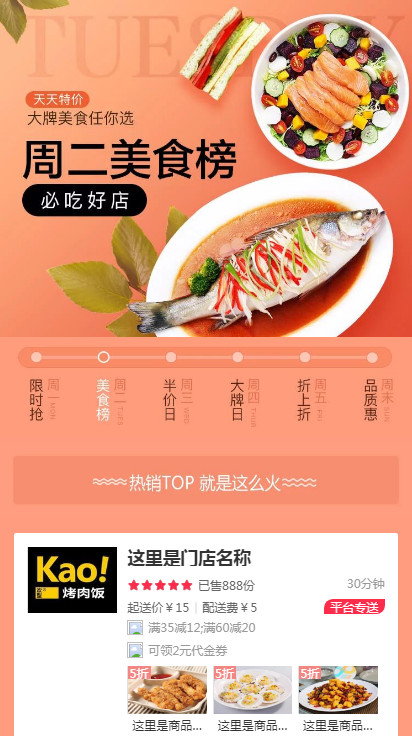 TUESDAY
天天特价
大牌美食任你选
周二美食榜
必吃好店
限时抢 周一 MON
美食榜 周二 TUES
半价日 周三 WED
大牌日 周四 THUR
折上折 周五 FRI
品质惠 周末 SUN
热销TOP 就是这么火
Kao!
烤肉饭
这里是门店名称
已售888份
30分钟
起送价￥15 配送费￥5
平台专送
满35减12;满60减20
可领2元代金券
5折 5折 5折
这里是商品... 这里是商品... 这里是商品...